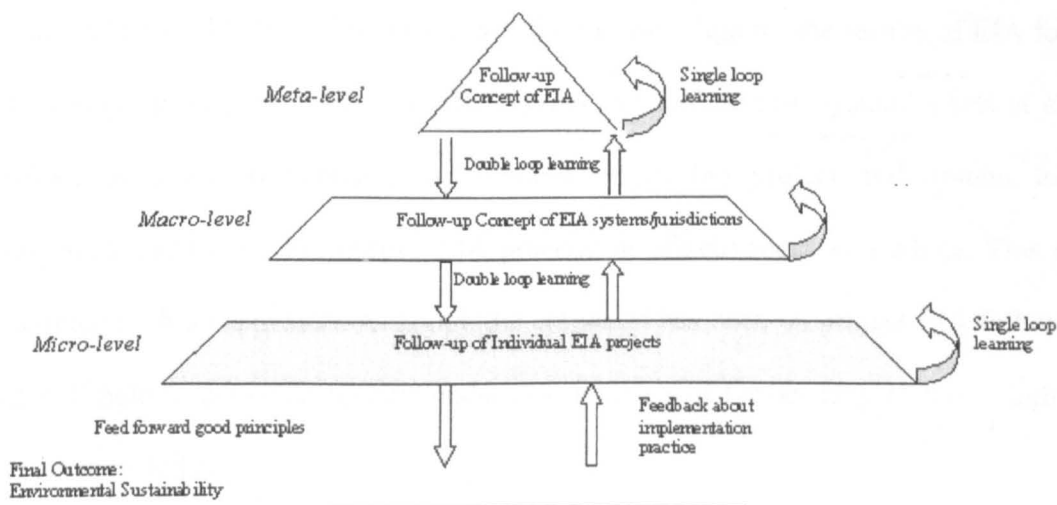 Follow-up
Concept of EIA
Meta-level
Single loop
learning
Double loop learning
Macro-level
Follow-up Concept of EIA systems/jurisdictions
Double loop learning
Micro-level
Follow-up of Individual EIA projects
Single loop
learning
Feed forward good principles
Feedback about
implementation
practice
Final Outcome:
Environmental Sustainability